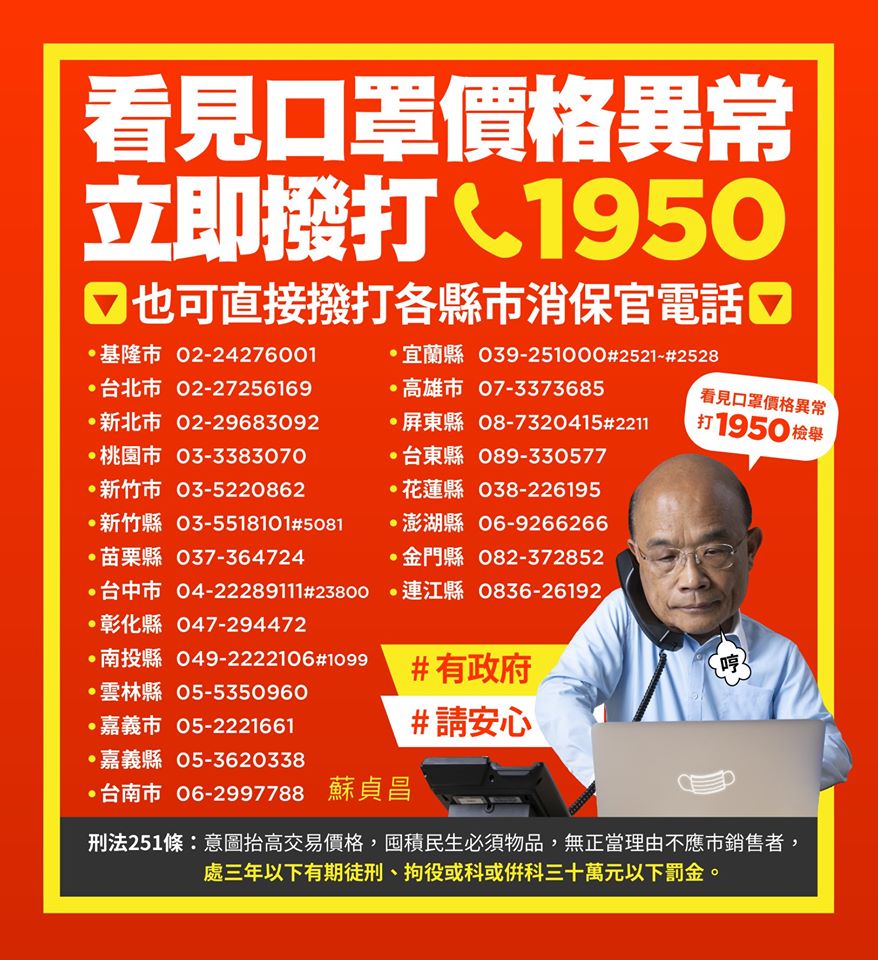 看見口罩價格異常
立即撥打 1950
也可直接撥打各縣市消保官電話
•基隆市 02-24276001
•台北市 02-27256169
•新北市 02-29683092
•桃園市 03-3383070
•新竹市 03-5220862
•新竹縣 03-5518101#5081
•苗栗縣 037-364724
•台中市 04-22289111#23800
•彰化縣 047-294472
•南投縣 049-2222106#1099
•雲林縣 05-5350960
•嘉義市 05-2221661
•嘉義縣 05-3620338
•台南市 06-2997788
•宜蘭縣 039-251000#2521~#2528
•高雄市 07-3373685
•屏東縣 08-7320415#2211
•台東縣 089-330577
•花蓮縣 038-226195
•澎湖縣 06-9266266
•金門縣 082-372852
•連江縣 0836-26192
看見口罩價格異常
打1950檢舉
哼
#有政府
#請安心
蘇貞昌
刑法251條：意圖抬高交易價格，囤積民生必須物品，無正當理由不應市銷售者，
處三年以下有期徒刑、拘役或科或併科三十萬元以下罰金。